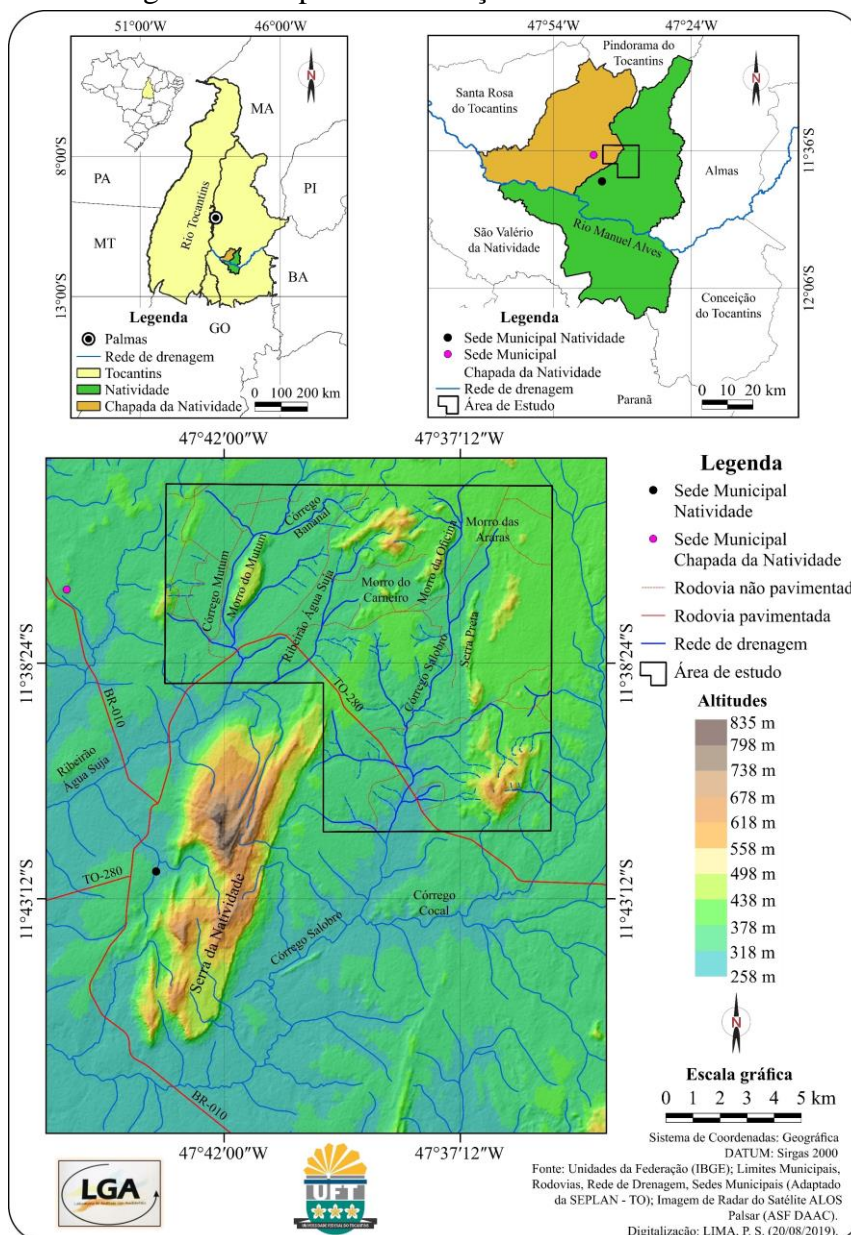 51°00'W
46°00'W
N
MA
8°00'S
PA
PI
Rio Tocantins
MT
BA
13°00'S
GO
Legenda
Palmas
Rede de drenagem
Tocantins
Natividade
Chapada da Natividade
0 100 200 km
47°54'W
47°24'W
Pindorama do
Tocantins
N
Santa Rosa
do Tocantins
11°36'S
Almas
São Valério
da Natividade
Rio Manuel Alves
12°06'S
Conceição
do Tocantins
Legenda
Sede Municipal Natividade
Sede Municipal
Chapada da Natividade
Rede de drenagem
Área de Estudo
Paranã
0 10 20 km
47°42'00"W
47°37'12"W
Córrego
Bananal
Córrego Mutum
Morro do Mutum
Ribeirão Água Suja
Morro do
Carneiro
Morro da Oficina
Morro das
Araras
Córrego Salobro
Serra Preta
11°38'24"S
11°38'24"S
TO-280
BR-010
Ribeirão
Água Suja
TO-280
Serra da Natividade
Córrego
Cocal
Córrego Salobro
11°43'12"S
11°43'12"S
BR-010
47°42'00"W
47°37'12"W
Legenda
Sede Municipal
Natividade
Sede Municipal
Chapada da Natividade
Rodovia não pavimentad
Rodovia pavimentada
Rede de drenagem
Área de estudo
Altitudes
835 m
798 m
738 m
678 m
618 m
558 m
498 m
438 m
378 m
318 m
258 m
N
Escala gráfica
0 1 2 3 4 5 km
Sistema de Coordenadas: Geográfica
DATUM: Sirgas 2000
Fonte: Unidades da Federação (IBGE); Limites Municipais,
Rodovias, Rede de Drenagem, Sedes Municipais (Adaptado
da SEPLAN - TO); Imagem de Radar do Satélite ALOS
Palsar (ASF DAAC).
Digitalização: LIMA, P. S. (20/08/2019).
LGA
UFT